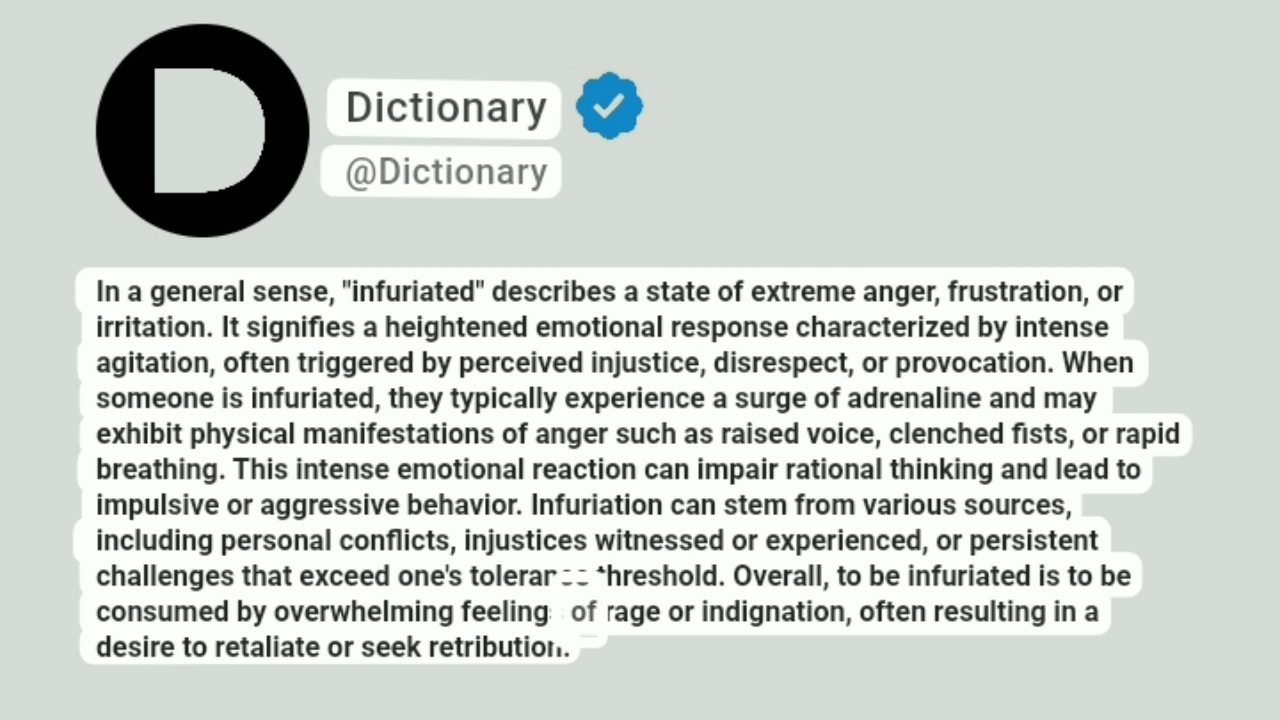 D
Dictionary
@Dictionary
In a general sense, "infuriated" describes a state of extreme anger, frustration, or
irritation. It signifies a heightened emotional response characterized by intense
agitation, often triggered by perceived injustice, disrespect, or provocation. When
someone is infuriated, they typically experience a surge of adrenaline and may
exhibit physical manifestations of anger such as raised voice, clenched fists, or rapid
breathing. This intense emotional reaction can impair rational thinking and lead to
impulsive or aggressive behavior. Infuriation can stem from various sources,
including personal conflicts, injustices witnessed or experienced, or persistent
challenges that exceed one's tolerance threshold. Overall, to be infuriated is to be
consumed by overwhelming feelings of rage or indignation, often resulting in a
desire to retaliate or seek retribution.